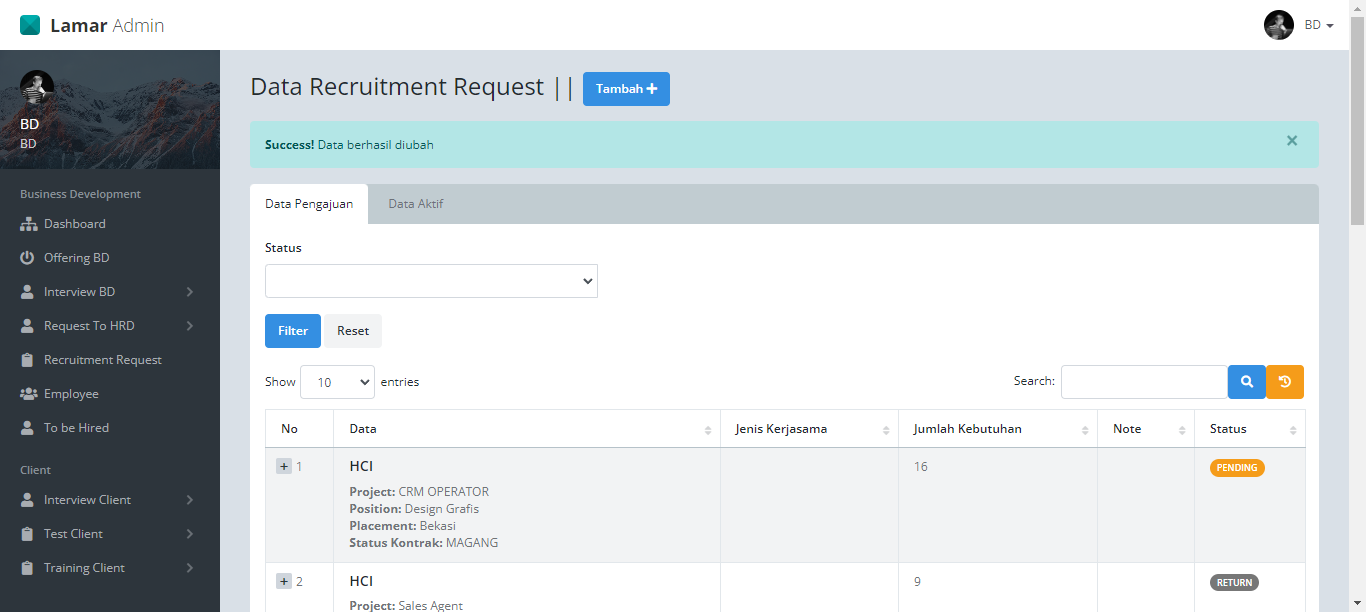 Lamar Admin
BD
BD
BD
Business Development
Dashboard
Offering BD
Interview BD
Request To HRD
Recruitment Request
Employee
To be Hired
Client
Interview Client
Test Client
Training Client
Data Recruitment Request || Tambah +
Success! Data berhasil diubah ×
Data Pengajuan Data Aktif
Status
Filter Reset
Show 10 entries Search:
No Data Jenis Kerjasama Jumlah Kebutuhan Note Status
+ 1 HCI 16 PENDING
Project: CRM OPERATOR
Position: Design Grafis
Placement: Bekasi
Status Kontrak: MAGANG
+ 2 HCI 9 RETURN
Project: Sales Agent